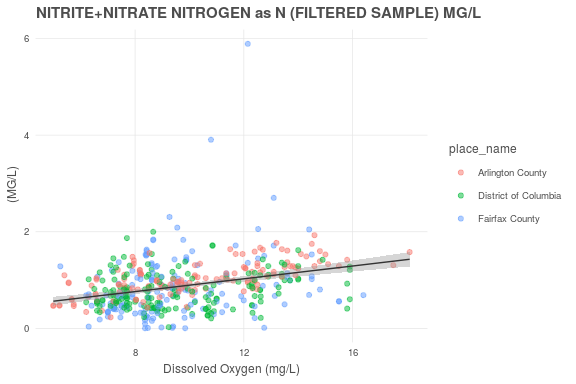 NITRITE+NITRATE NITROGEN as N (FILTERED SAMPLE) MG/L
6
4
2
0
(MG/L)
8
12
16
Dissolved Oxygen (mg/L)
place_name
Arlington County
District of Columbia
Fairfax County